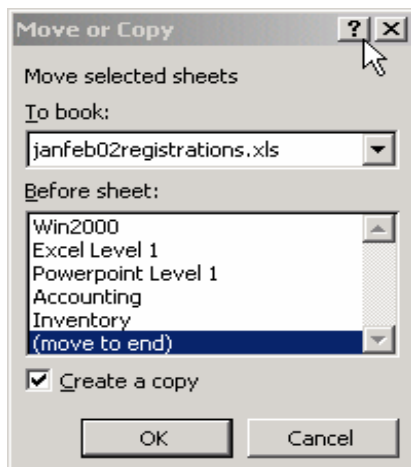 Move or Copy
Move selected sheets
To book:
janfeb02registrations.xls
Before sheet:
Win2000
Excel Level 1
Powerpoint Level 1
Accounting
Inventory
(move to end)
Create a copy
OK Cancel